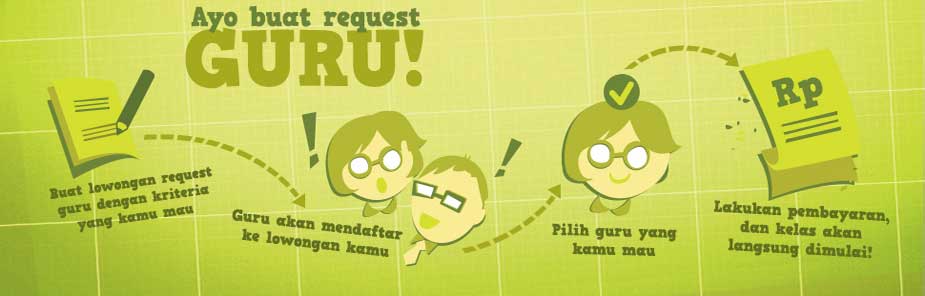 Ayo buat request
GURU!
Buat lowongan request
guru dengan kriteria
yang kamu mau
Guru akan mendaftar
ke lowongan kamu
Pilih guru yang
kamu mau
Rp
Lakukan pembayaran,
dan kelas akan
langsung dimulai!